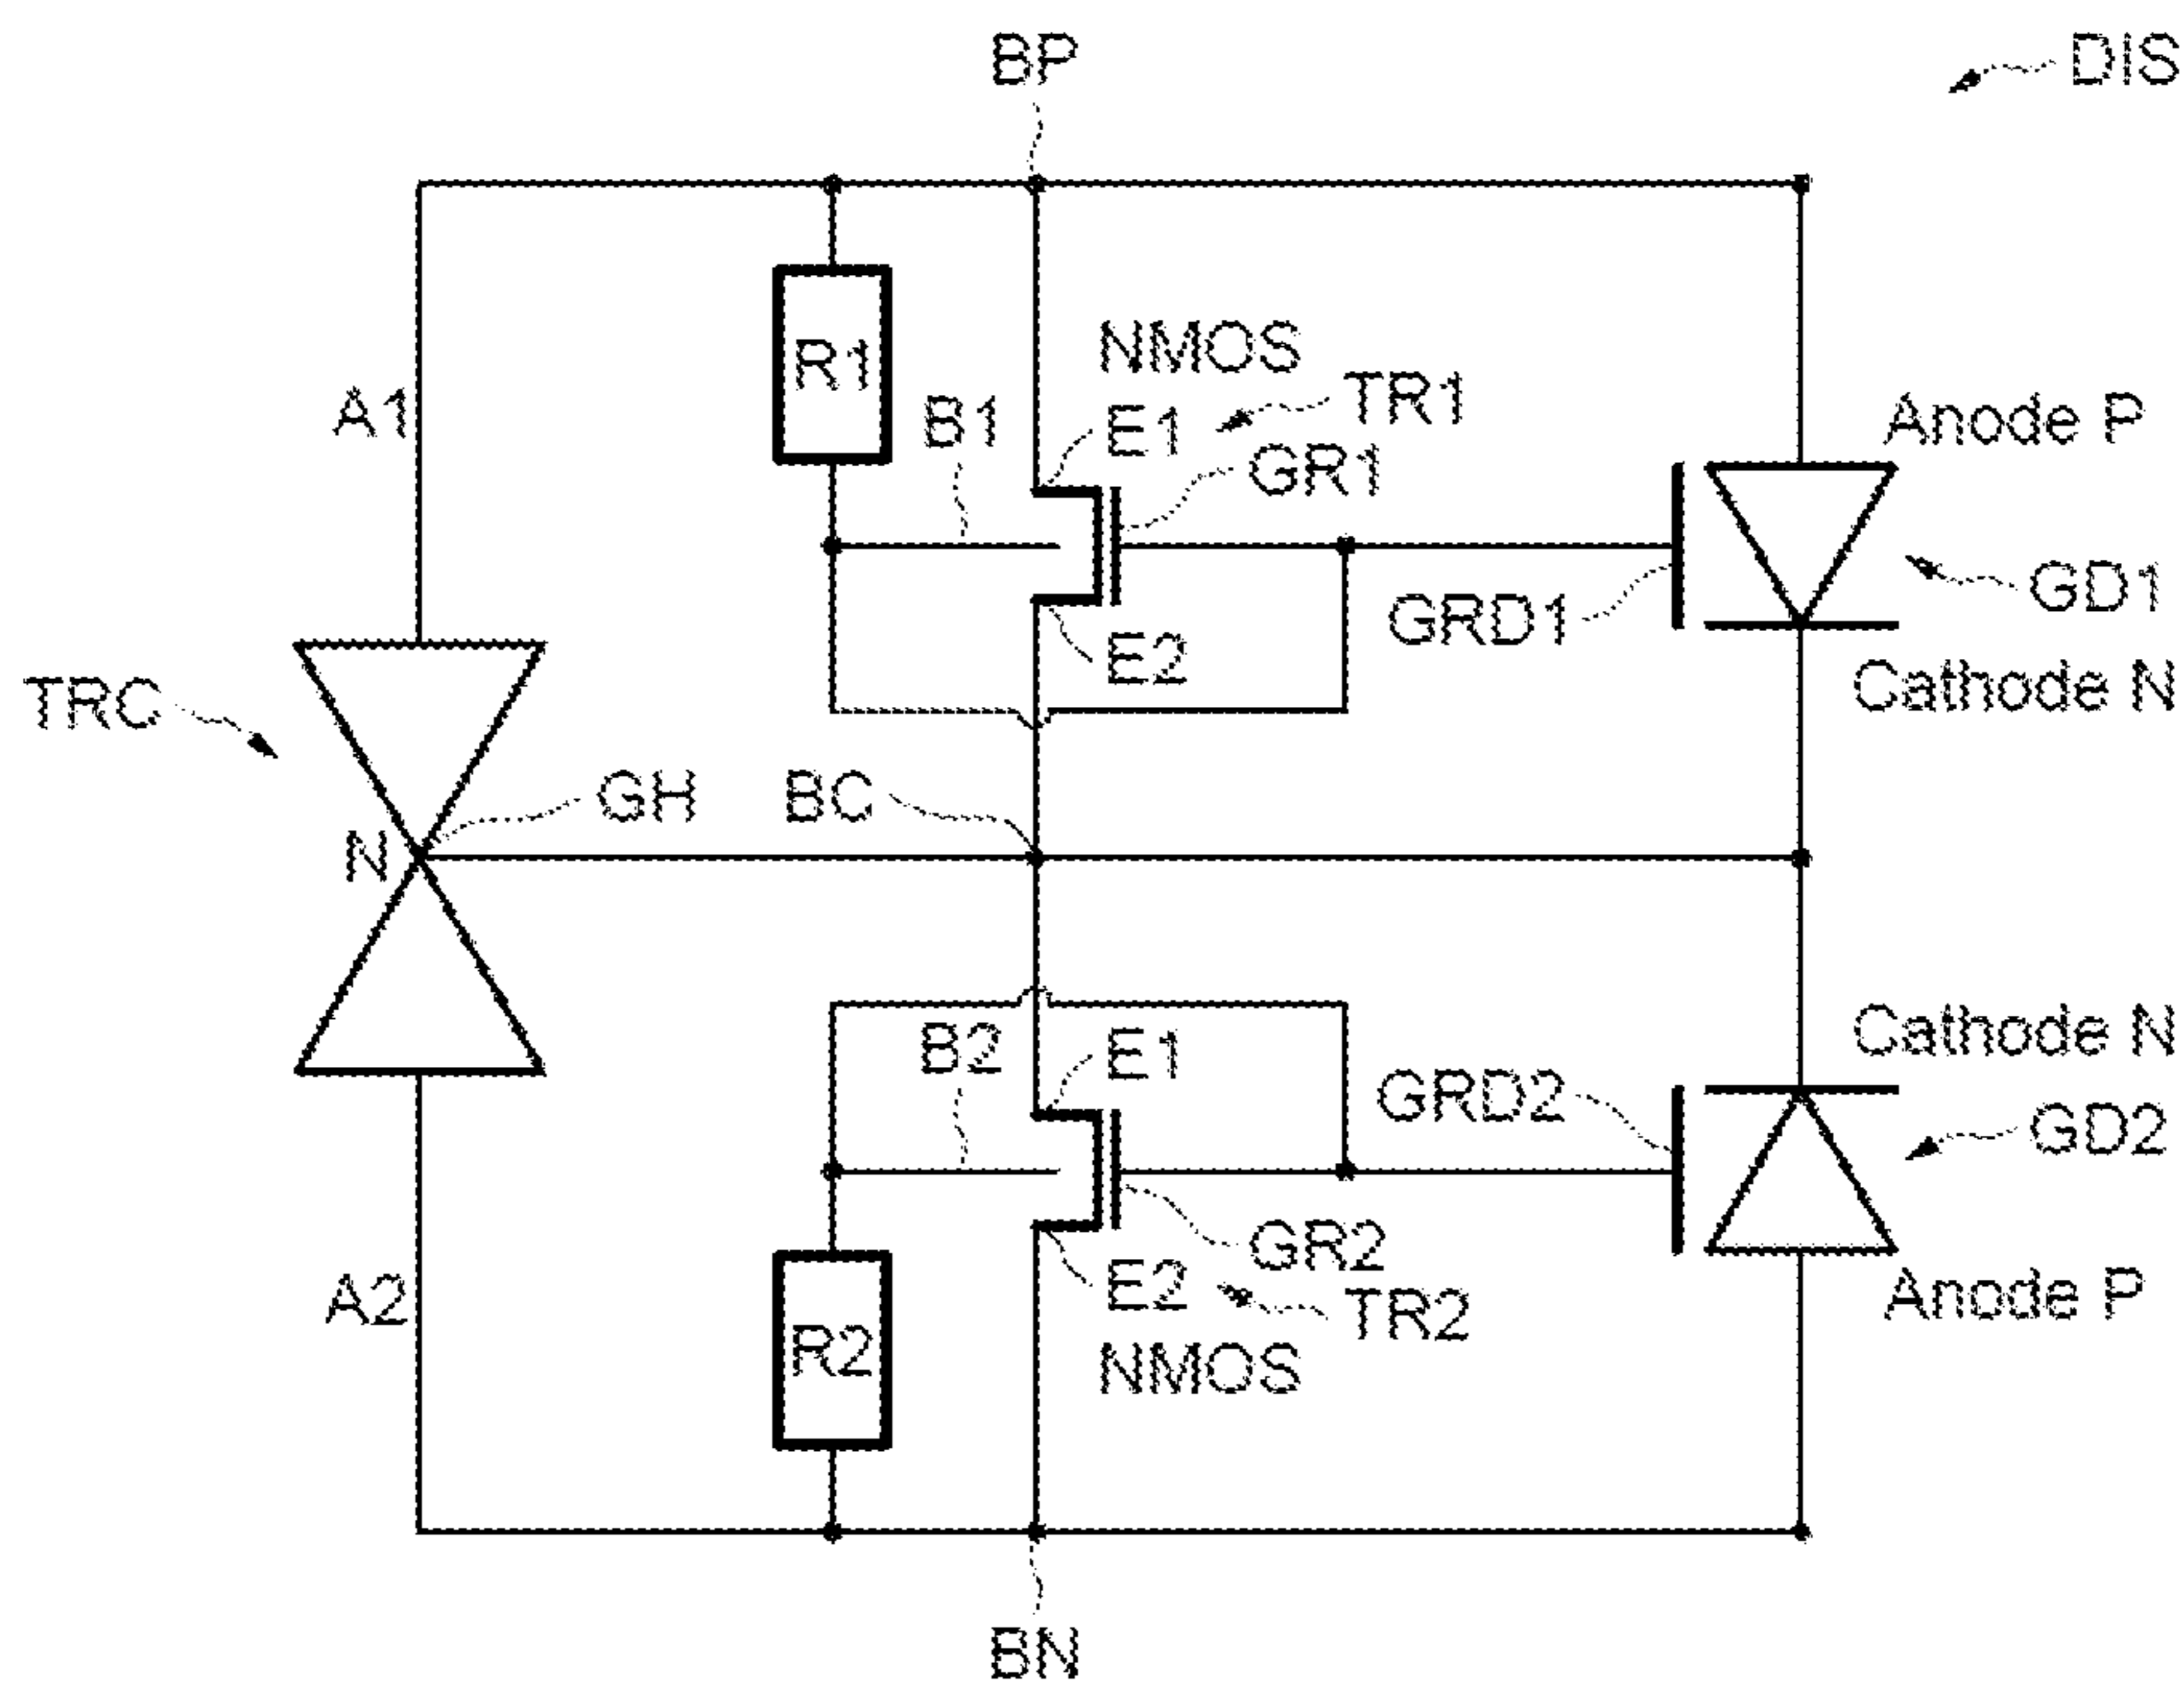 BP
DIS
R1
NMOS
A1
B1
E1
TR1
GR1
Anode P
GRD1
GD1
E2
Cathode N
TRC
GH
BC
N
B2
E1
Cathode N
GRD2
GD2
A2
R2
E2
GR2
TR2
Anode P
NMOS
BN